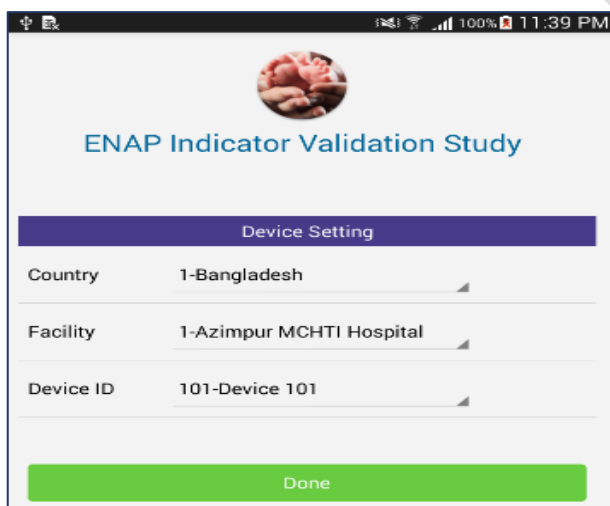 100% 11:39 PM
ENAP Indicator Validation Study
Device Setting
Country 1-Bangladesh
Facility 1-Azimpur MCHTI Hospital
Device ID 101-Device 101
Done